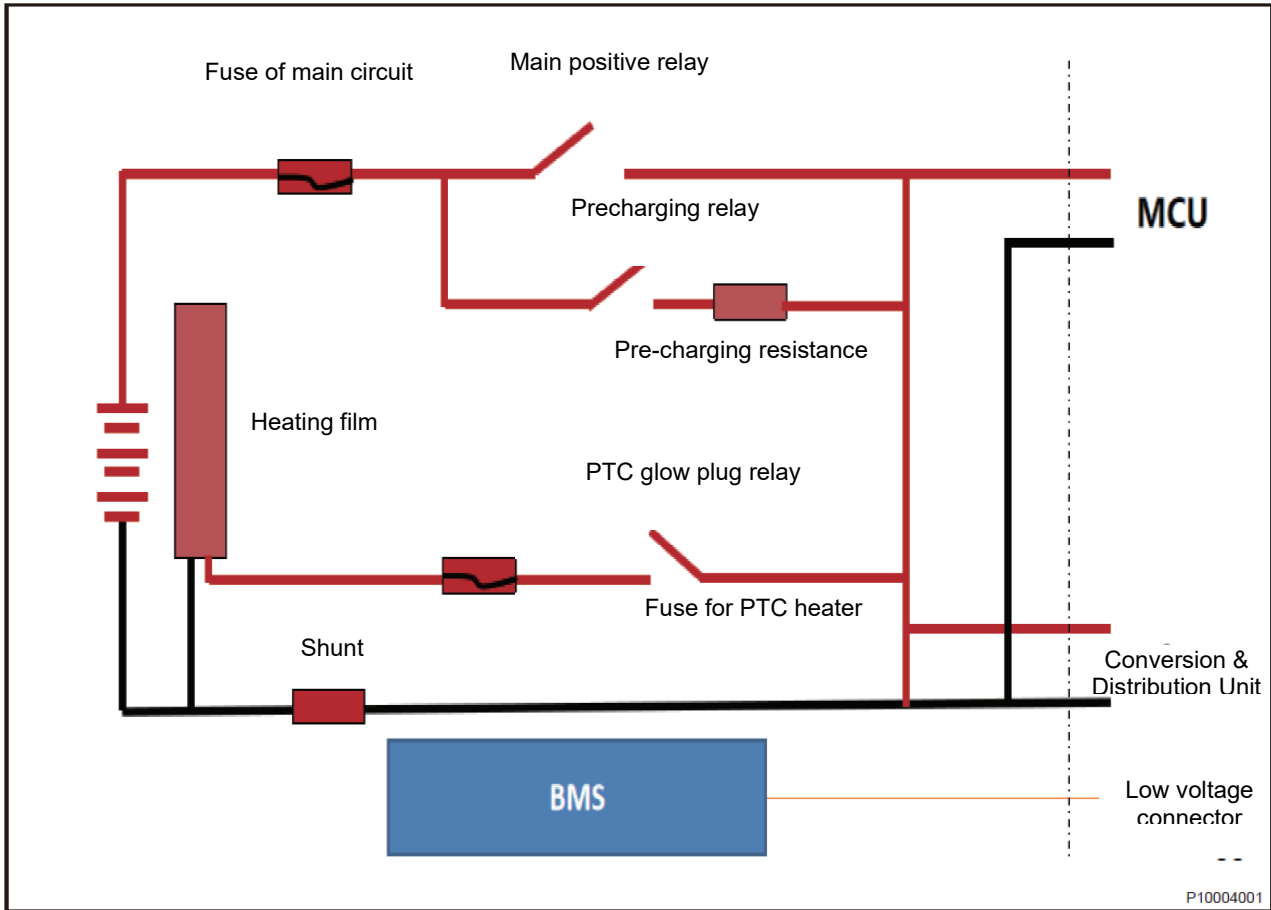 Fuse of main circuit
Main positive relay
MCU
Precharging relay
Pre-charging resistance
Heating film
PTC glow plug relay
Fuse for PTC heater
Shunt
Conversion &
Distribution Unit
BMS
Low voltage
connector
P10004001